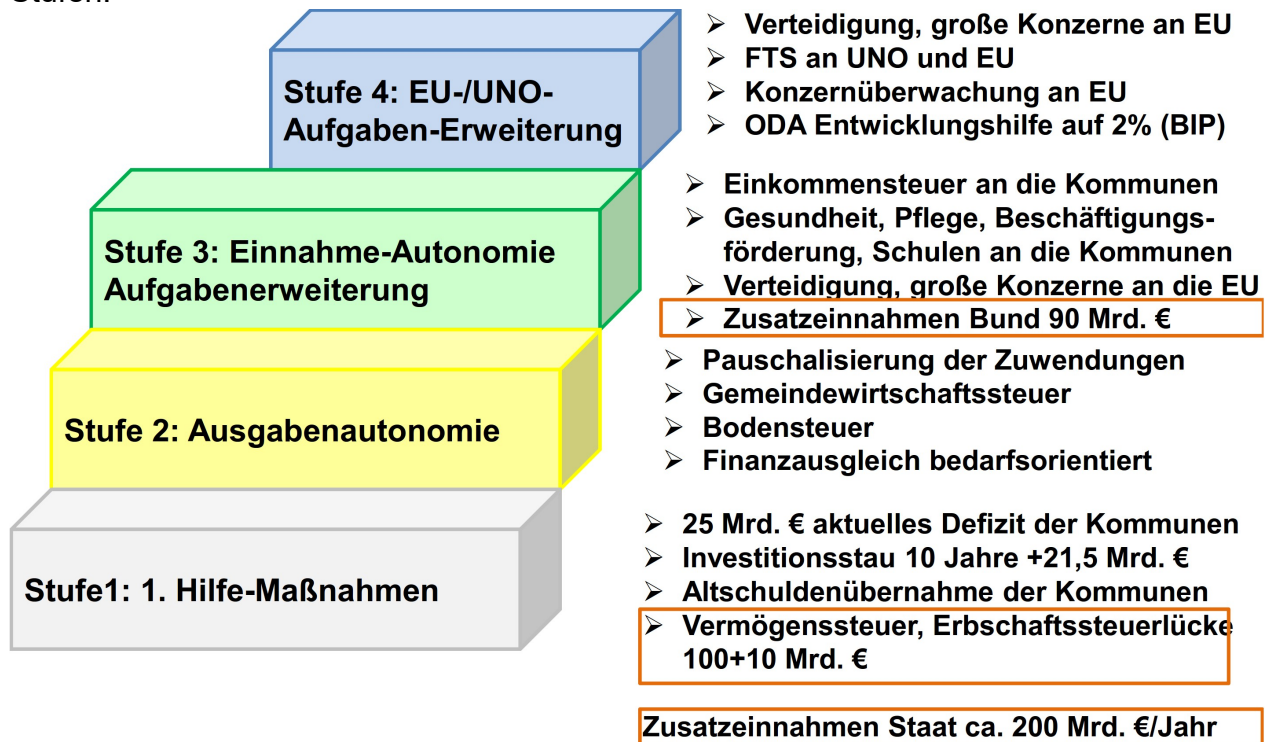 Stufen:
Stufe 4: EU-/UNO-
Aufgaben-Erweiterung
➢ Verteidigung, große Konzerne an EU
➢ FTS an UNO und EU
➢ Konzernüberwachung an EU
➢ ODA Entwicklungshilfe auf 2% (BIP)
Stufe 3: Einnahme-Autonomie
Aufgabenerweiterung
➢ Einkommensteuer an die Kommunen
➢ Gesundheit, Pflege, Beschäftigungs-
förderung, Schulen an die Kommunen
➢ Verteidigung, große Konzerne an die EU
➢ Zusatzeinnahmen Bund 90 Mrd. €
Stufe 2: Ausgabenautonomie
➢ Pauschalisierung der Zuwendungen
➢ Gemeindewirtschaftssteuer
➢ Bodensteuer
➢ Finanzausgleich bedarfsorientiert
Stufe1: 1. Hilfe-Maßnahmen
➢ 25 Mrd. € aktuelles Defizit der Kommunen
➢ Investitionsstau 10 Jahre +21,5 Mrd. €
➢ Altschuldenübernahme der Kommunen
➢ Vermögenssteuer, Erbschaftssteuerlücke
100+10 Mrd. €
Zusatzeinnahmen Staat ca. 200 Mrd. €/Jahr